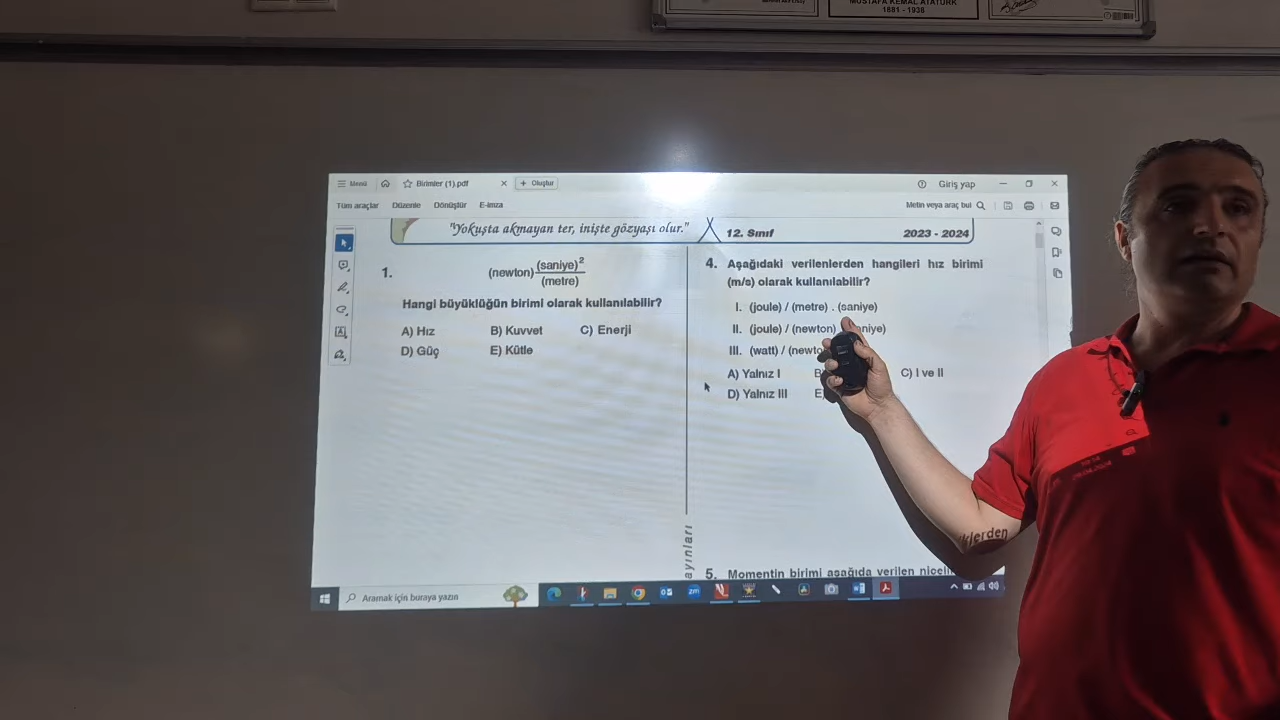 MUSTAFA KEMAL ATATÜRK
1881 - 1938
Menü
Birimler (1).pdf
+ Oluştur
Giriş yap
Tüm araçlar Düzenle Dönüştür E-imza
Metin veya araç bul
"Yokuşta akmayan ter, inişte gözyaşı olur."
12. Sınıf
2023 - 2024
1.
(newton) (saniye)²
(metre)
Hangi büyüklüğün birimi olarak kullanılabilir?
A) Hız B) Kuvvet C) Enerji
D) Güç E) Kütle
4. Aşağıdaki verilenlerden hangileri hız birimi
(m/s) olarak kullanılabilir?
I. (joule) / (metre) . (saniye)
II. (joule) / (newton)
III. (watt) /
A) Yalnız I C) I ve II
D) Yalnız III E)
ayınları
5. Momentin birimi aşağıda verilen
Aramak için buraya yazın
10:14
klerden